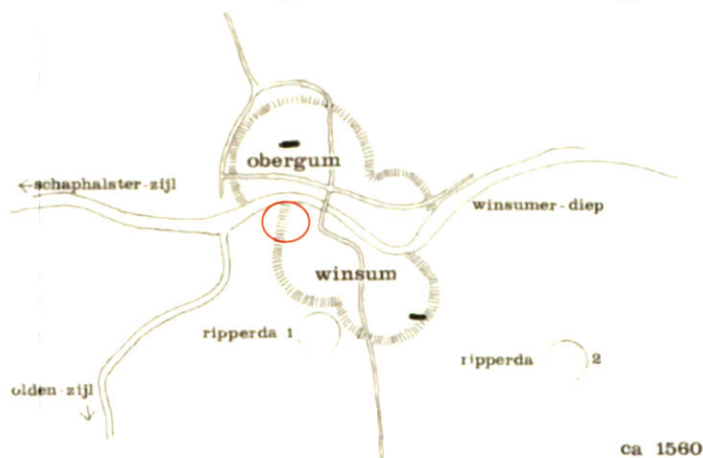 obergum
←schaphalster-zijl
winsumer-diep
winsum
ripperda 1
ripperda 2
olden-zijl
ca 1560